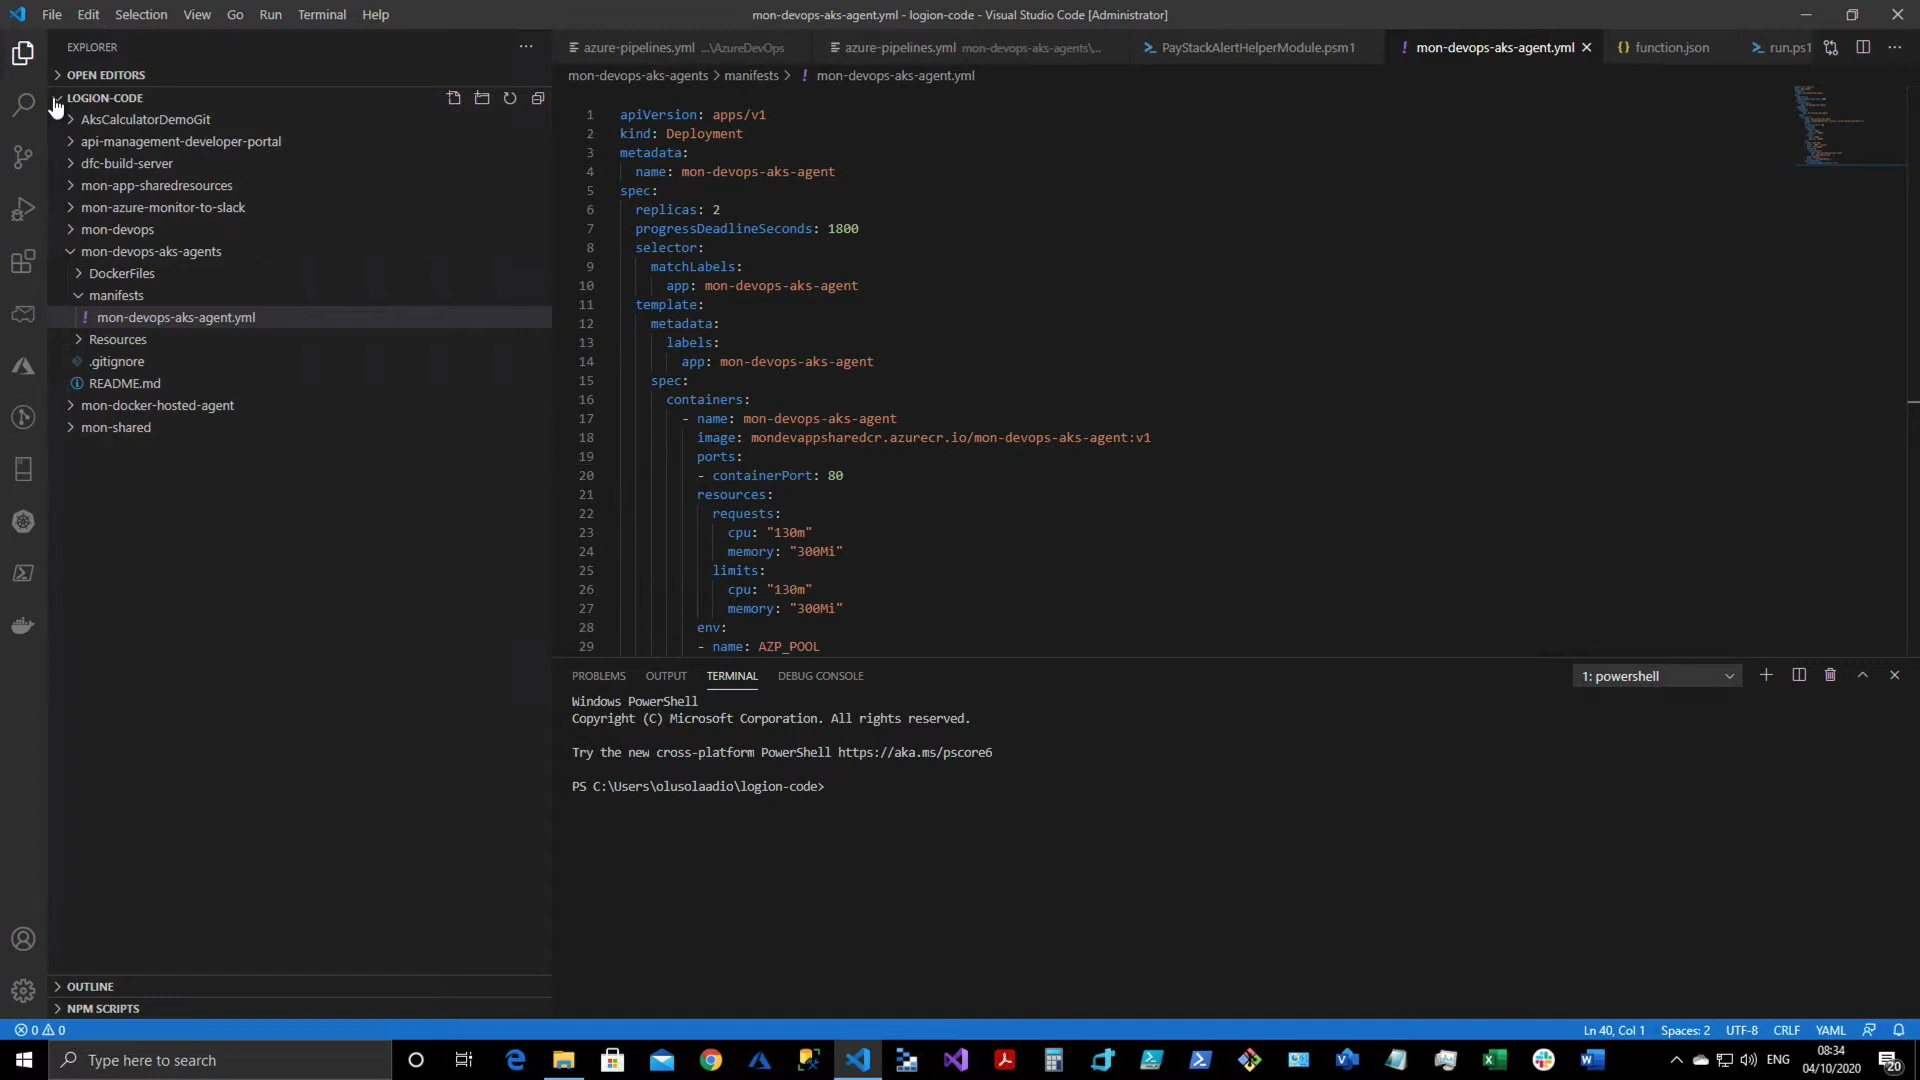 File Edit Selection View Go Run Terminal Help
mon-devops-aks-agent.yml - logion-code - Visual Studio Code [Administrator]
EXPLORER
OPEN EDITORS
LOGION-CODE
AksCalculatorDemoGit
api-management-developer-portal
dfc-build-server
mon-app-sharedresources
mon-azure-monitor-to-slack
mon-devops
mon-devops-aks-agents
DockerFiles
manifests
! mon-devops-aks-agent.yml
Resources
.gitignore
README.md
mon-docker-hosted-agent
mon-shared
OUTLINE
NPM SCRIPTS
azure-pipelines.yml ...\AzureDevOps
azure-pipelines.yml mon-devops-aks-agents\...
PayStackAlertHelperModule.psm1
! mon-devops-aks-agent.yml
{} function.json
run.ps1
mon-devops-aks-agents > manifests > ! mon-devops-aks-agent.yml
1 apiVersion: apps/v1
2 kind: Deployment
3 metadata:
4 name: mon-devops-aks-agent
5 spec:
6 replicas: 2
7 progressDeadlineSeconds: 1800
8 selector:
9 matchLabels:
10 app: mon-devops-aks-agent
11 template:
12 metadata:
13 labels:
14 app: mon-devops-aks-agent
15 spec:
16 containers:
17 - name: mon-devops-aks-agent
18 image: mondevappsharedcr.azurecr.io/mon-devops-aks-agent:v1
19 ports:
20 - containerPort: 80
21 resources:
22 requests:
23 cpu: "130m"
24 memory: "300Mi"
25 limits:
26 cpu: "130m"
27 memory: "300Mi"
28 env:
29 - name: AZP_POOL
PROBLEMS OUTPUT TERMINAL DEBUG CONSOLE
1: powershell
Windows PowerShell
Copyright (C) Microsoft Corporation. All rights reserved.
Try the new cross-platform PowerShell https://aka.ms/pscore6
PS C:\Users\olusolaadio\logion-code>
0 0
Ln 40, Col 1 Spaces: 2 UTF-8 CRLF YAML
Type here to search
ENG
08:34
04/10/2020
20